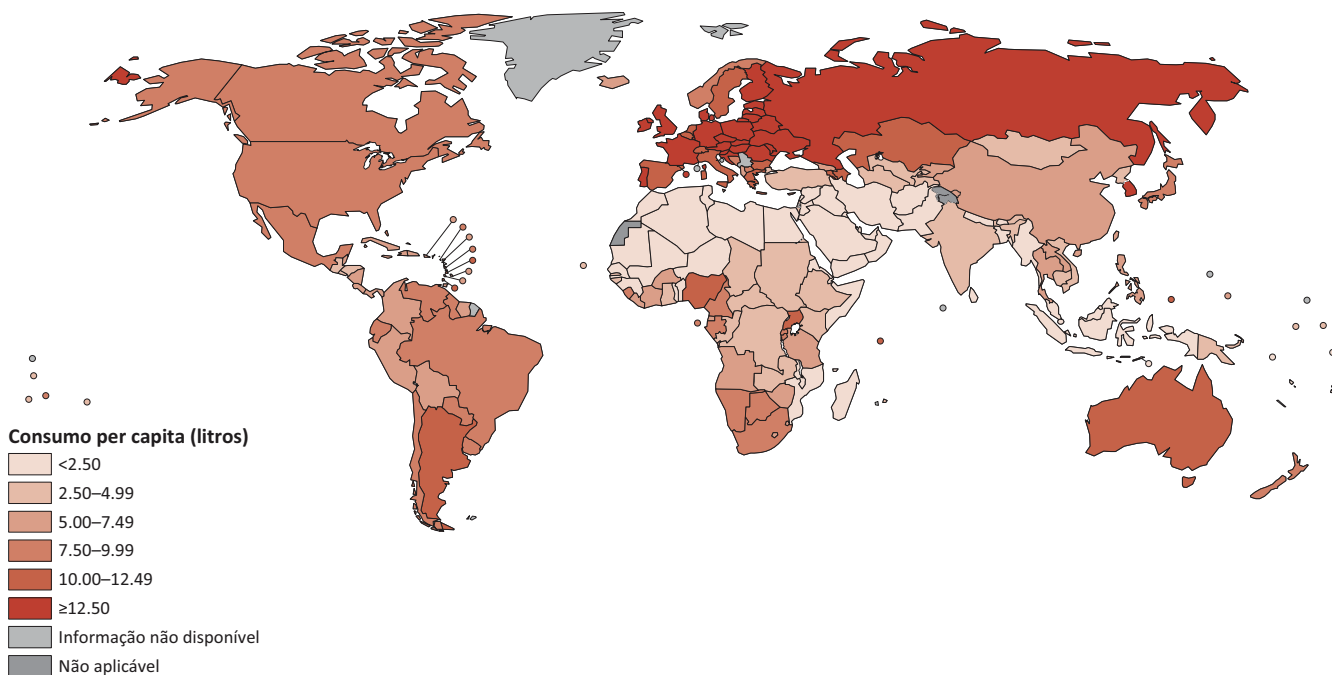 Consumo per capita (litros)
<2.50
2.50–4.99
5.00–7.49
7.50–9.99
10.00–12.49
≥12.50
Informação não disponível
Não aplicável